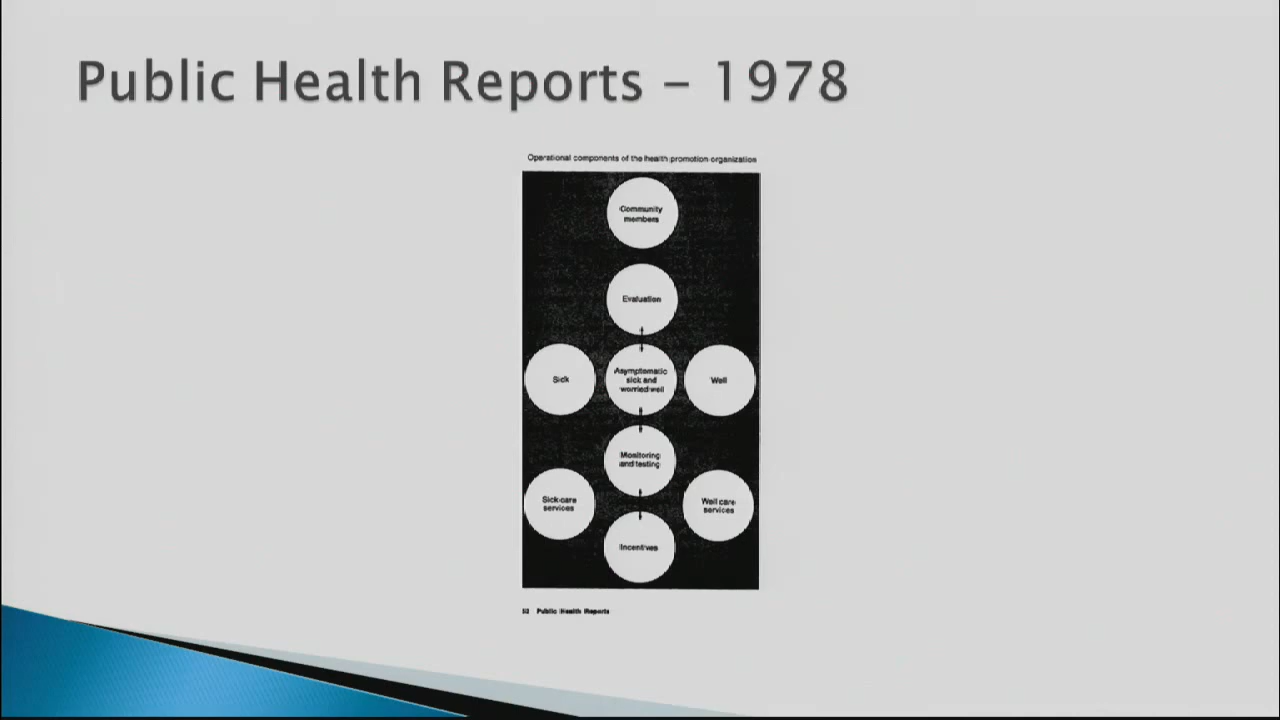 Public Health Reports – 1978
Operational components of the health promotion organization
Community
members
Evaluation
Sick
Asymptomatic
sick and
worried well
Well
Monitoring
and testing
Sick-care
services
Well care
services
Incentives
Public Health Reports